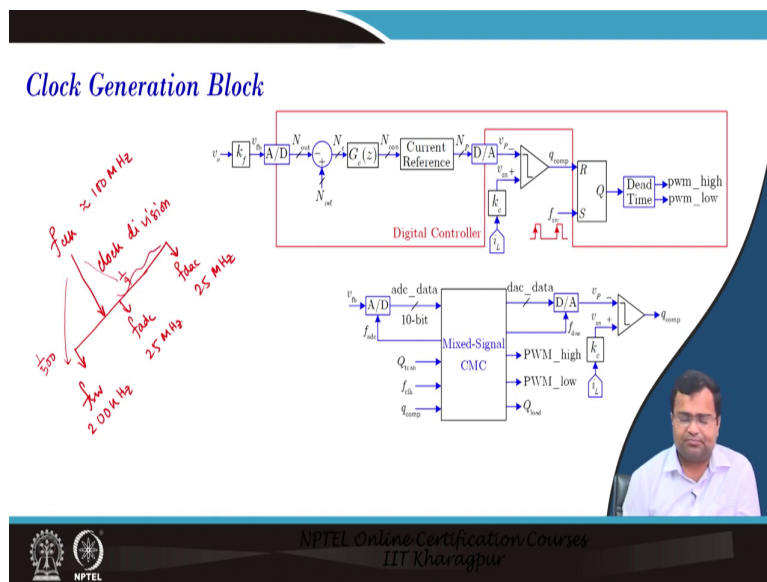 Clock Generation Block
f_clk ≈ 100 MHz
clock division
1/4
1/500
f_dac
25 MHz
f_adc
25 MHz
f_sw
200 kHz
v_o
k_f
v_fb
A/D
N_out
N_ref
N_e
G_c(z)
N_con
Current
Reference
N_p
D/A
v_p
v_sn
k_c
i_L
q_comp
R
S
Q
f_sw
Dead
Time
pwm_high
pwm_low
Digital Controller
v_fb
A/D
f_adc
adc_data
10-bit
Q_tran
f_clk
q_comp
Mixed-Signal
CMC
dac_data
D/A
f_dac
PWM_high
PWM_low
Q_load
v_p
v_sn
k_c
i_L
q_comp
NPTEL
NPTEL Online Certification Courses
IIT Kharagpur